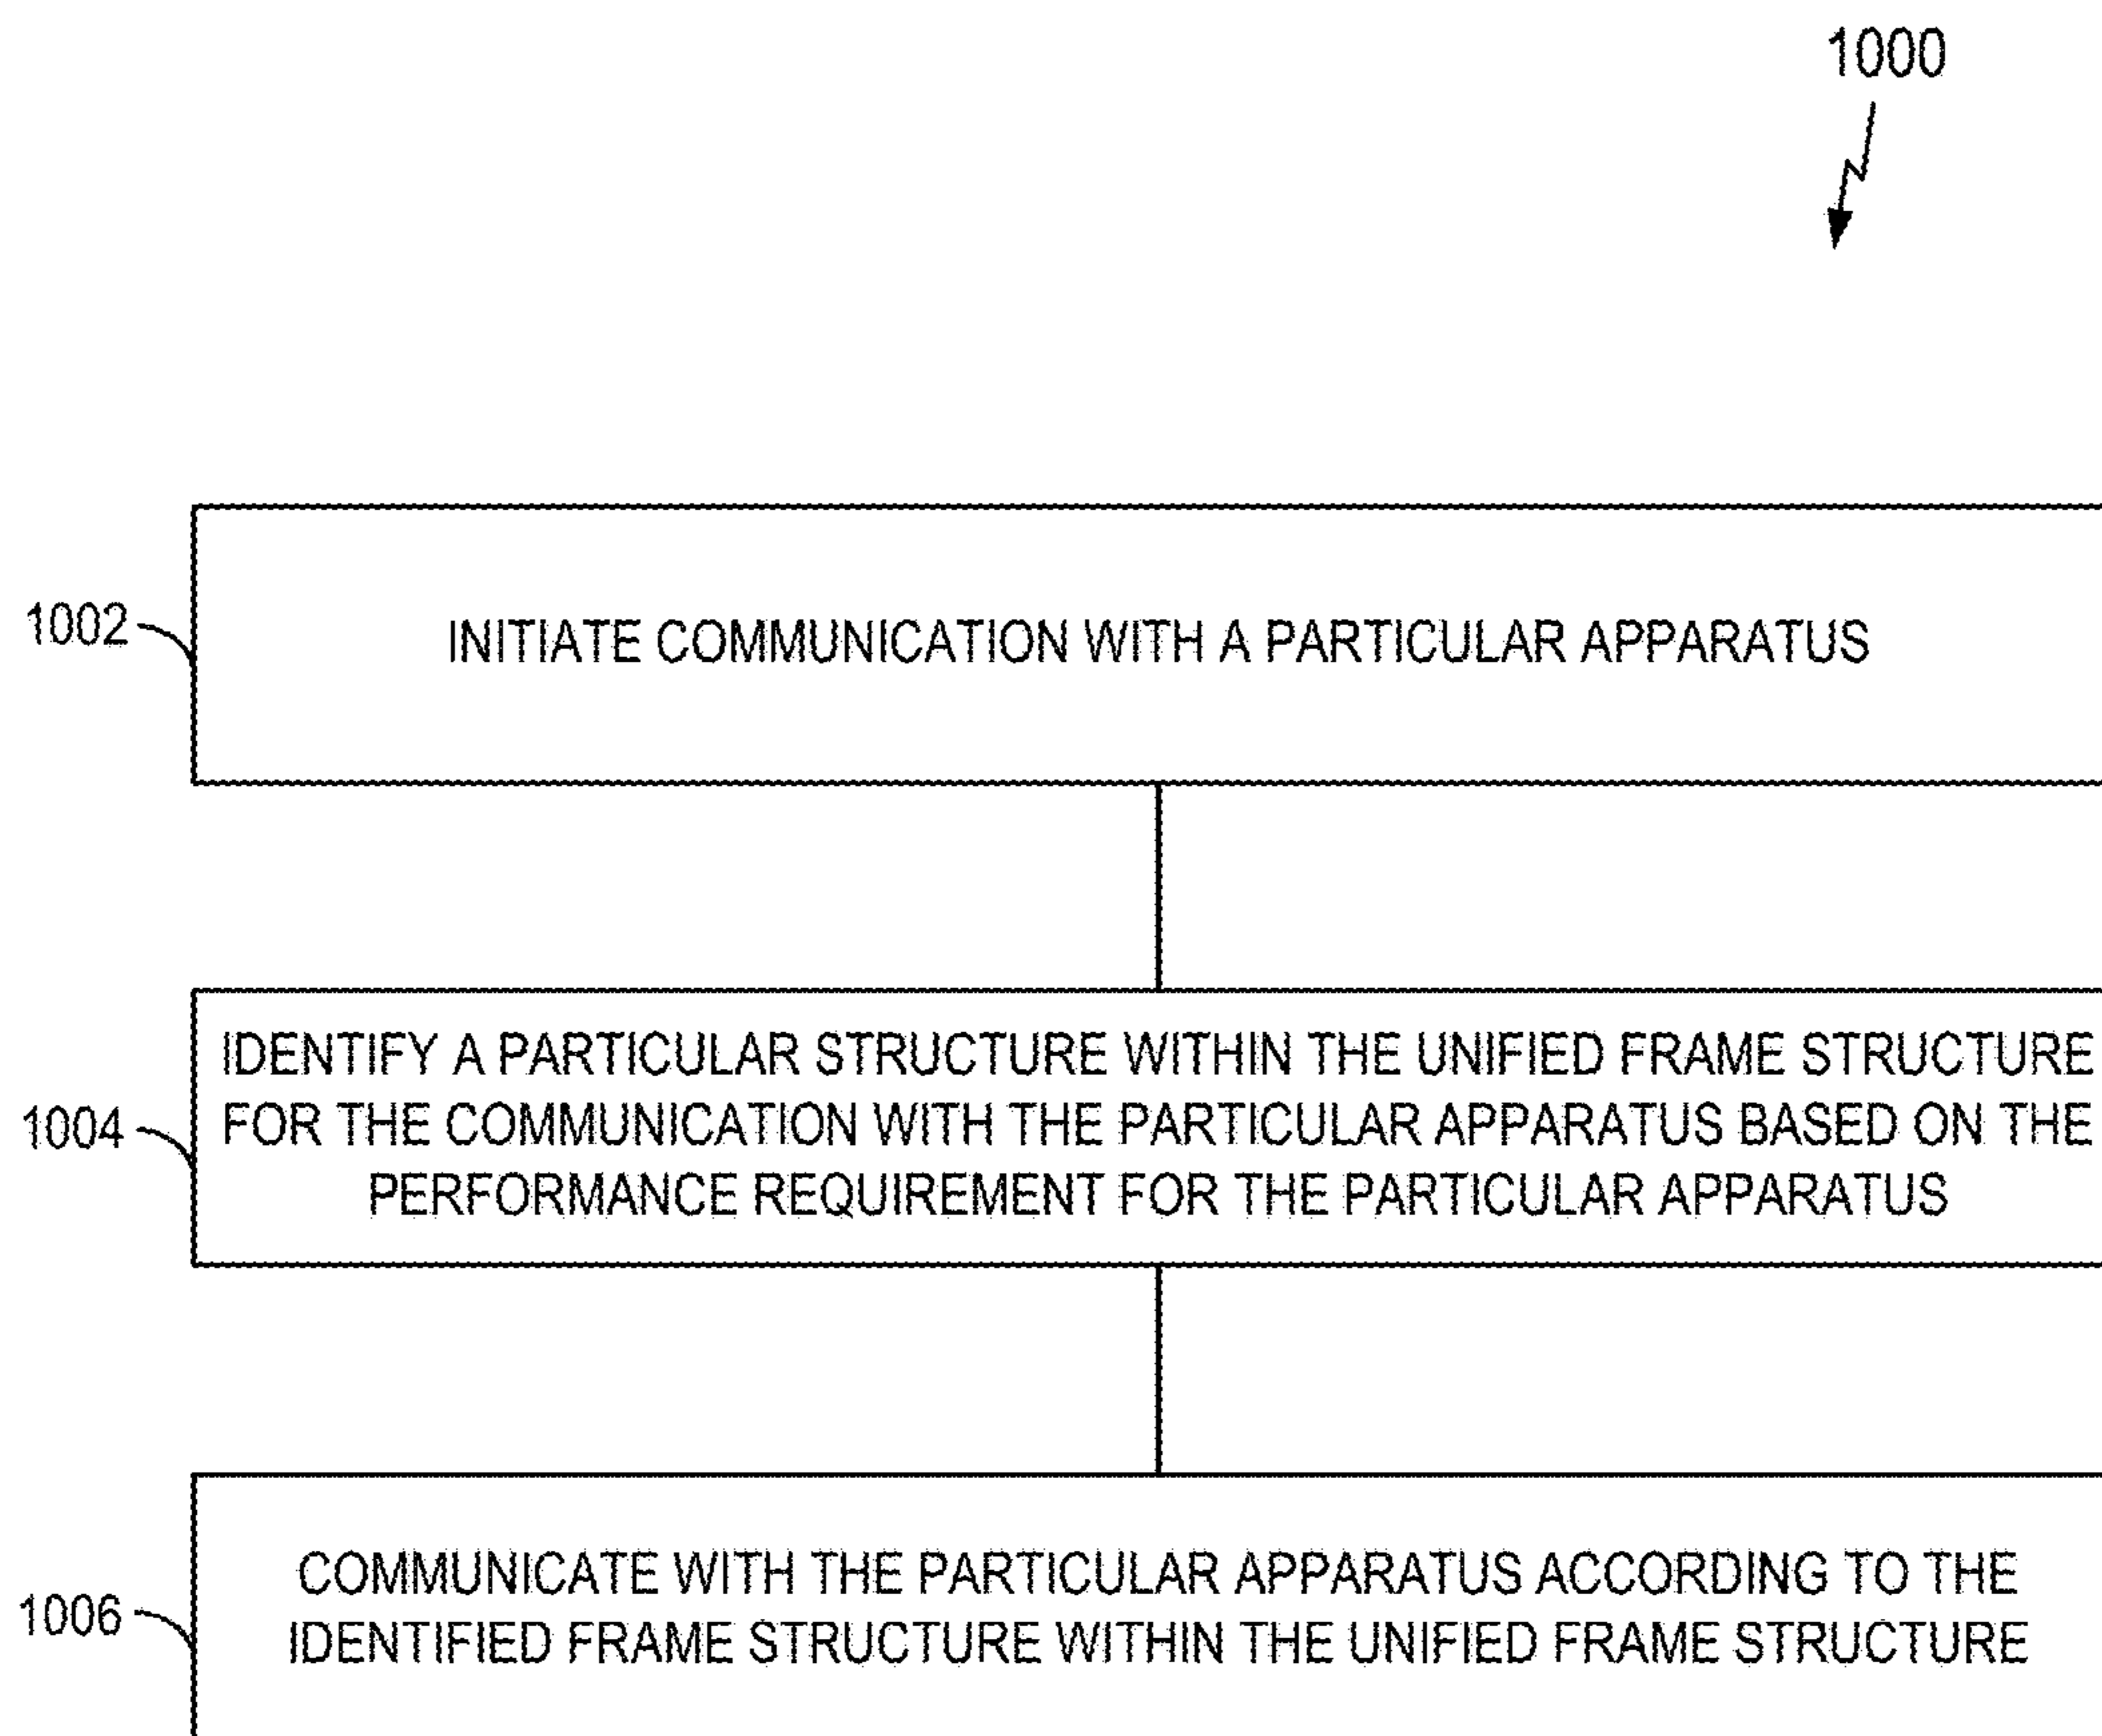 1000
1002
INITIATE COMMUNICATION WITH A PARTICULAR APPARATUS
1004
IDENTIFY A PARTICULAR STRUCTURE WITHIN THE UNIFIED FRAME STRUCTURE
FOR THE COMMUNICATION WITH THE PARTICULAR APPARATUS BASED ON THE
PERFORMANCE REQUIREMENT FOR THE PARTICULAR APPARATUS
1006
COMMUNICATE WITH THE PARTICULAR APPARATUS ACCORDING TO THE
IDENTIFIED FRAME STRUCTURE WITHIN THE UNIFIED FRAME STRUCTURE